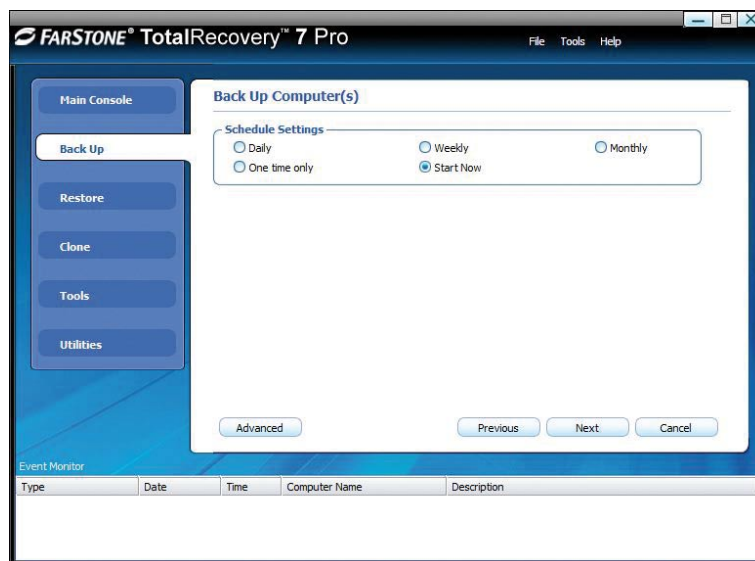 FARSTONE® TotalRecovery™ 7 Pro
File Tools Help
Main Console
Back Up
Restore
Clone
Tools
Utilities
Back Up Computer(s)
Schedule Settings
Daily Weekly Monthly
One time only Start Now
Advanced Previous Next Cancel
Event Monitor
Type Date Time Computer Name Description